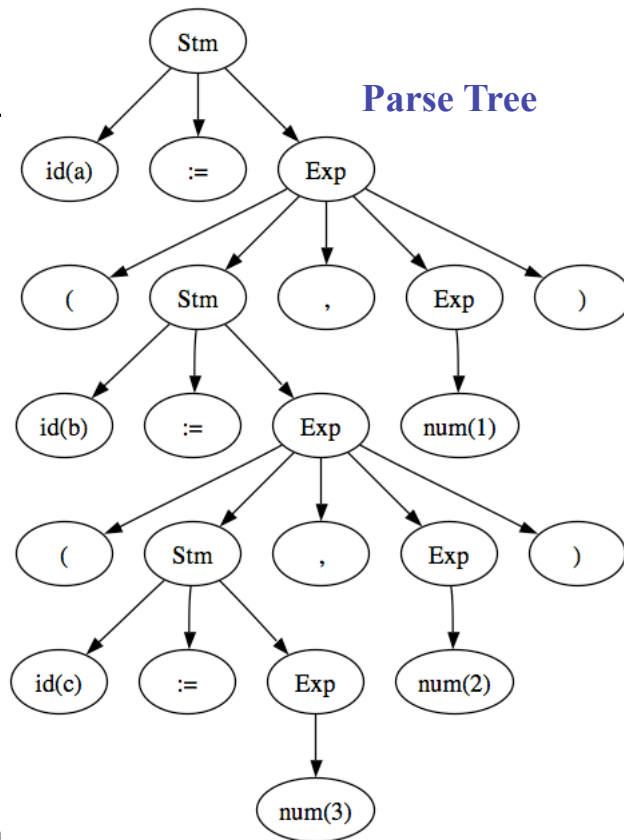 Stm
Parse Tree
id(a) := Exp
( Stm , Exp )
id(b) := Exp num(1)
( Stm , Exp )
id(c) := Exp num(2)
num(3)